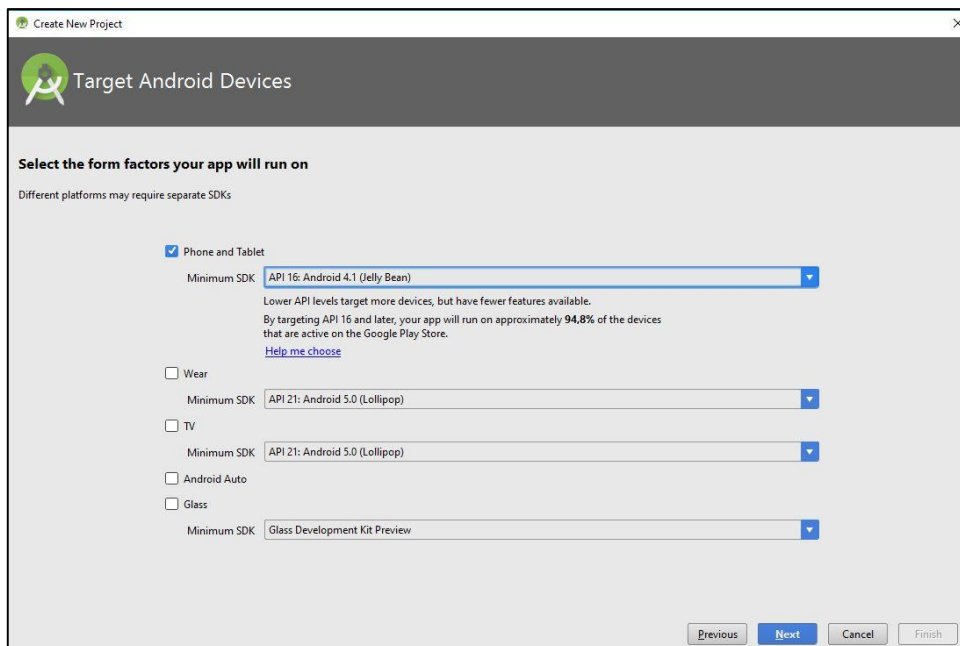 Create New Project
Target Android Devices
Select the form factors your app will run on
Different platforms may require separate SDKs
Phone and Tablet
Minimum SDK API 16: Android 4.1 (Jelly Bean)
Lower API levels target more devices, but have fewer features available.
By targeting API 16 and later, your app will run on approximately 94,8% of the devices
that are active on the Google Play Store.
Help me choose
Wear
Minimum SDK API 21: Android 5.0 (Lollipop)
TV
Minimum SDK API 21: Android 5.0 (Lollipop)
Android Auto
Glass
Minimum SDK Glass Development Kit Preview
Previous Next Cancel Finish